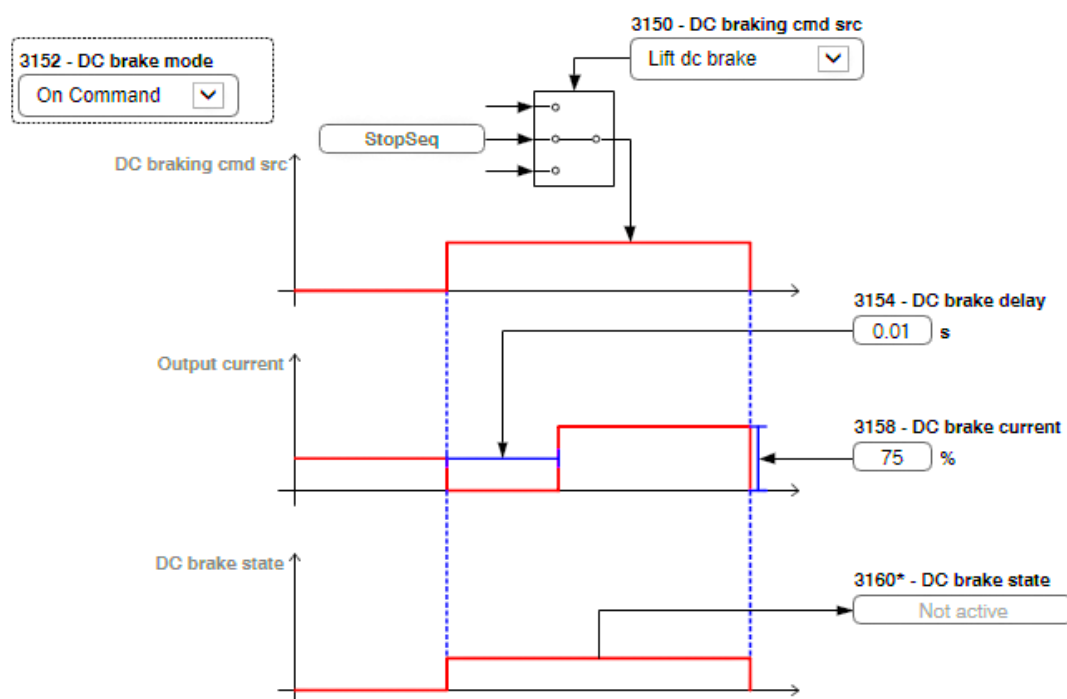 3150 - DC braking cmd src
Lift dc brake
3152 - DC brake mode
On Command
StopSeq
DC braking cmd src
3154 - DC brake delay
0.01 s
Output current
3158 - DC brake current
75 %
DC brake state
3160* - DC brake state
Not active